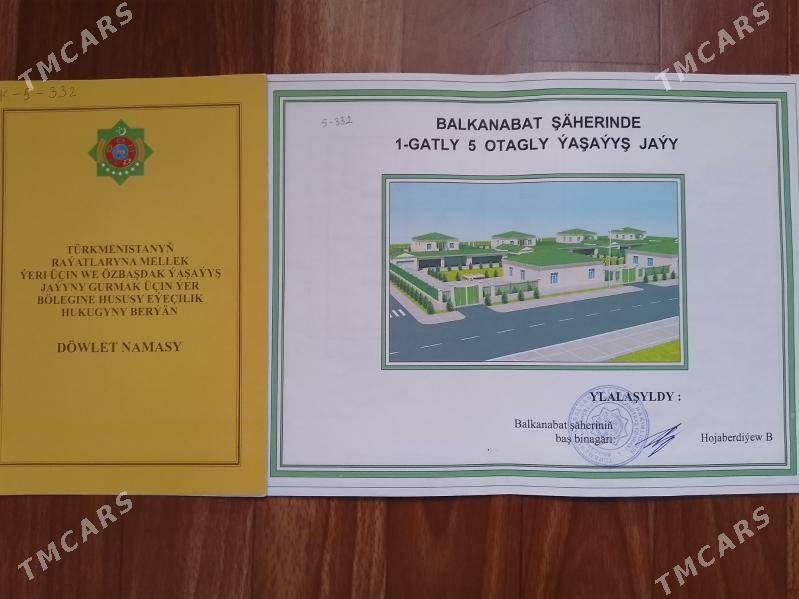 TMCARS
TMCARS
K-5-332
TÜRKMENISTANYŇ
RAÝATLARYNA MELLEK
ÝERI ÜÇIN WE ÖZBAŞDAK ÝAŞAÝYŞ
JAÝYNY GURMAK ÜÇIN ÝER
BÖLEGINE HUSUSY EÝEÇILIK
HUKUGYNY BERÝÄN
DÖWLET NAMASY
5-332
BALKANABAT ŞÄHERINDE
1-GATLY 5 OTAGLY ÝAŞAÝYŞ JAÝY
YLALAŞYLDY :
Balkanabat şäheriniň
baş binagäri:
Hojaberdiýew B
TMCARS
TMCARS